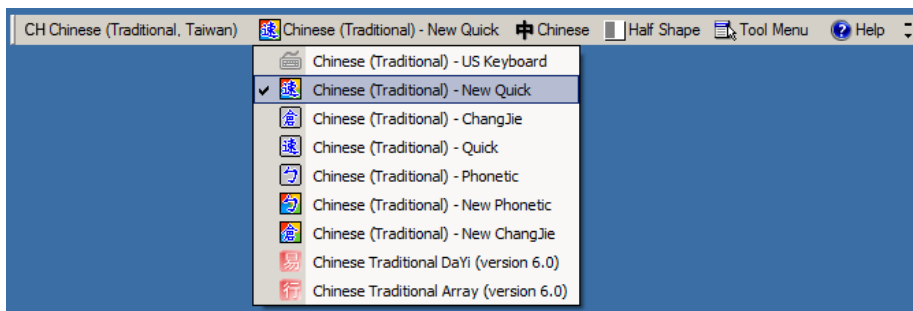 CH Chinese (Traditional, Taiwan) 速 Chinese (Traditional) - New Quick 中 Chinese Half Shape Tool Menu ? Help
Chinese (Traditional) - US Keyboard
速 Chinese (Traditional) - New Quick
倉 Chinese (Traditional) - ChangJie
速 Chinese (Traditional) - Quick
ㄅ Chinese (Traditional) - Phonetic
ㄅ Chinese (Traditional) - New Phonetic
倉 Chinese (Traditional) - New ChangJie
易 Chinese Traditional DaYi (version 6.0)
行 Chinese Traditional Array (version 6.0)